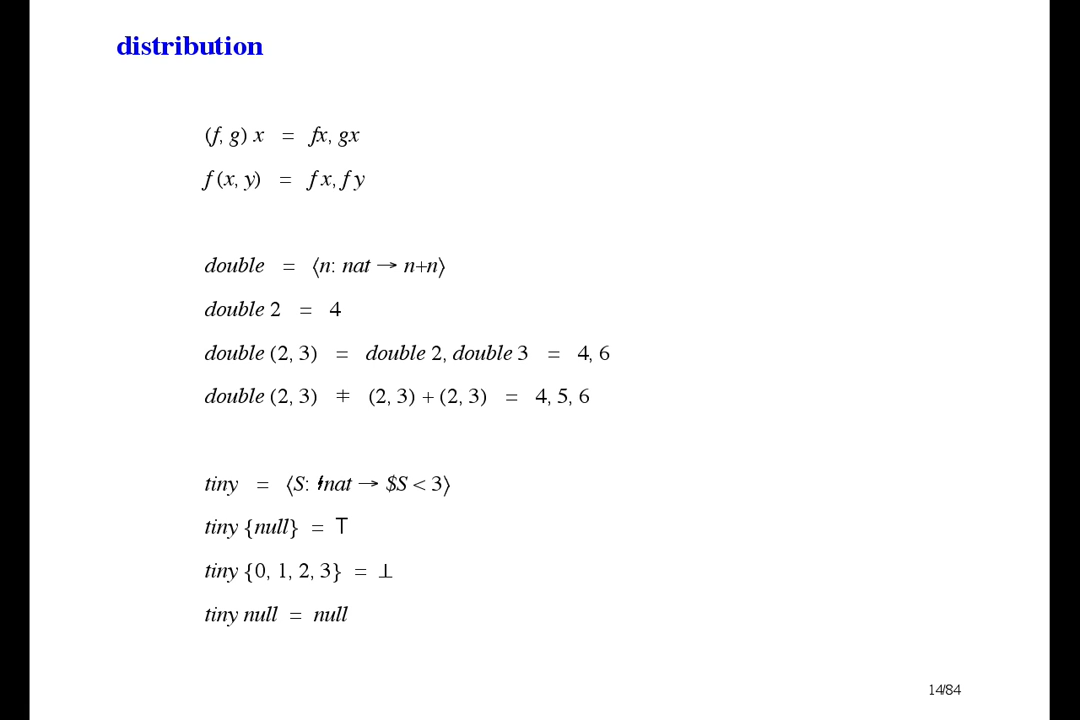 distribution
(f, g) x = fx, gx
f (x, y) = f x, f y
double = ⟨n: nat → n+n⟩
double 2 = 4
double (2, 3) = double 2, double 3 = 4, 6
double (2, 3) ≠ (2, 3) + (2, 3) = 4, 5, 6
tiny = ⟨S: nat → $S < 3⟩
tiny {null} = ⊤
tiny {0, 1, 2, 3} = ⊥
tiny null = null
14/84